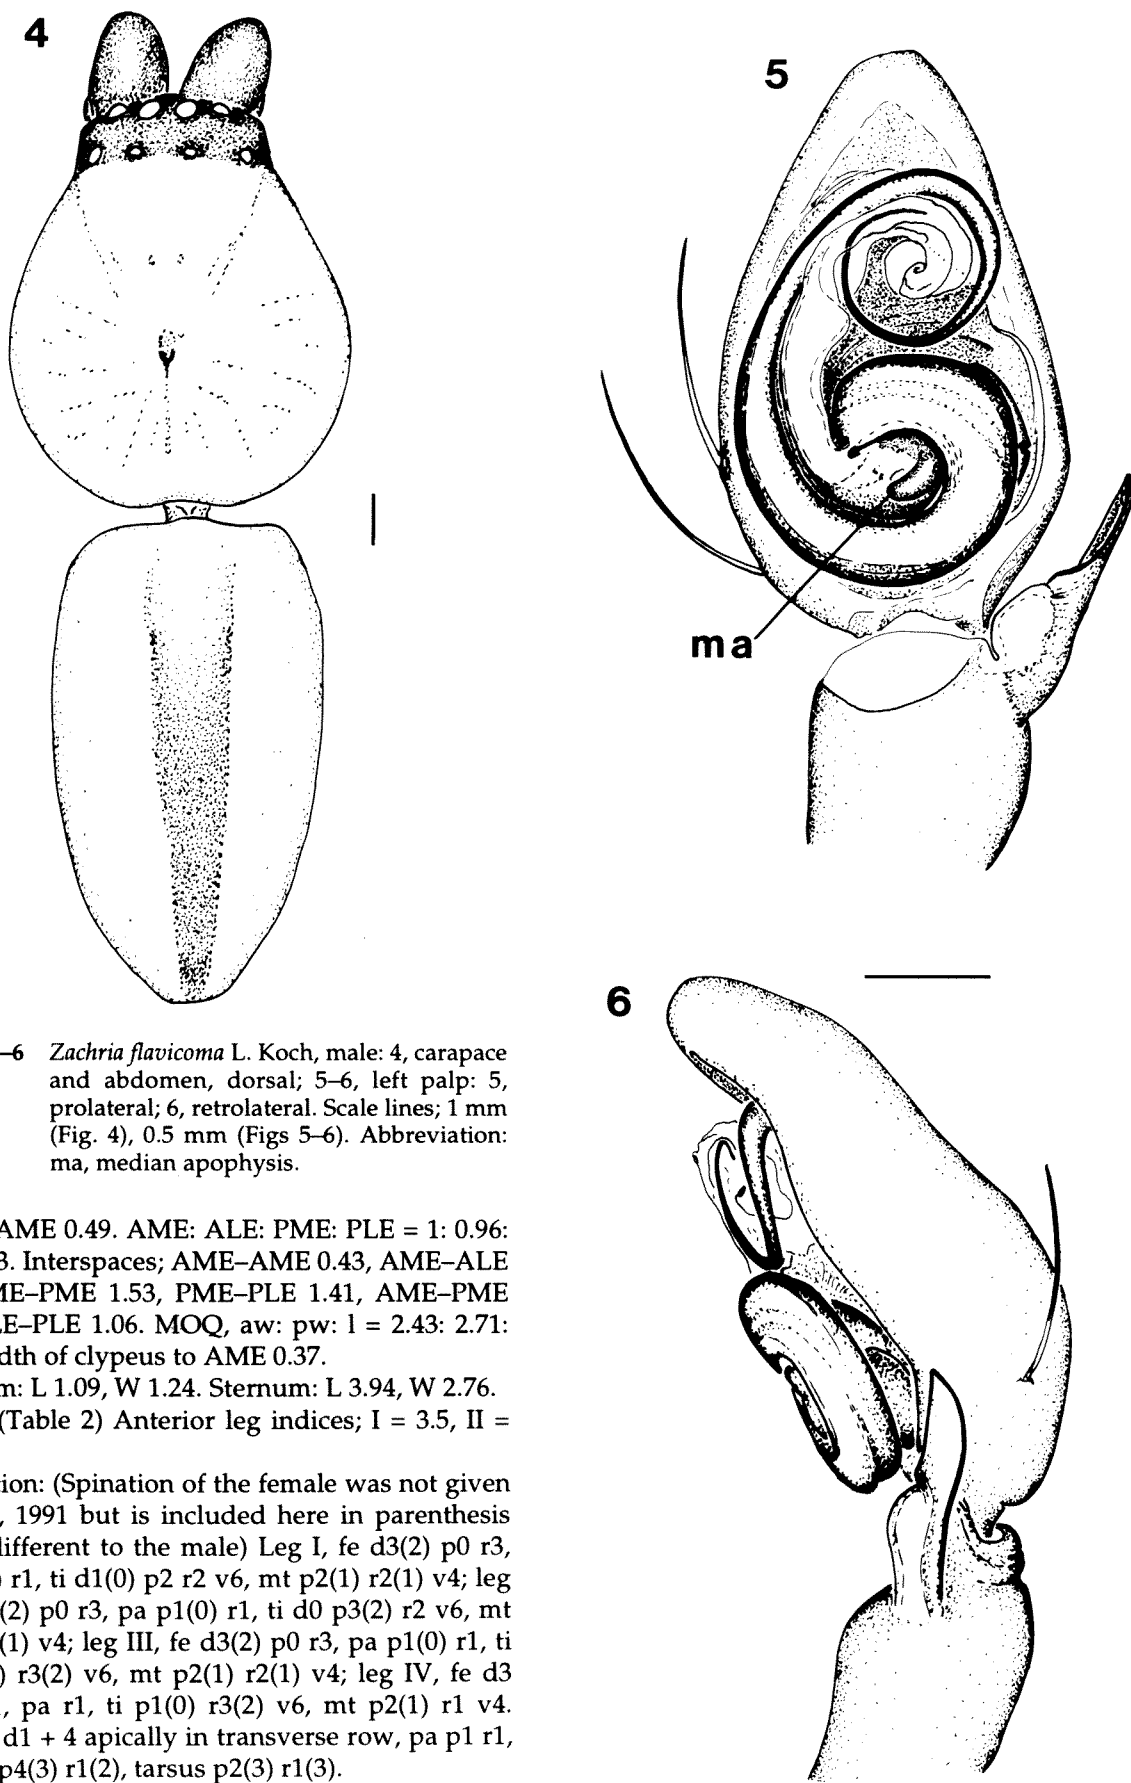 4
5
ma
6
–6 Zachria flavicoma L. Koch, male: 4, carapace
and abdomen, dorsal; 5–6, left palp: 5,
prolateral; 6, retrolateral. Scale lines; 1 mm
(Fig. 4), 0.5 mm (Figs 5–6). Abbreviation:
ma, median apophysis.
AME 0.49. AME: ALE: PME: PLE = 1: 0.96:
3. Interspaces; AME–AME 0.43, AME–ALE
ME–PME 1.53, PME–PLE 1.41, AME–PME
LE–PLE 1.06. MOQ, aw: pw: l = 2.43: 2.71:
dth of clypeus to AME 0.37.
m: L 1.09, W 1.24. Sternum: L 3.94, W 2.76.
(Table 2) Anterior leg indices; I = 3.5, II =
ion: (Spination of the female was not given
, 1991 but is included here in parenthesis
lifferent to the male) Leg I, fe d3(2) p0 r3,
) r1, ti d1(0) p2 r2 v6, mt p2(1) r2(1) v4; leg
(2) p0 r3, pa p1(0) r1, ti d0 p3(2) r2 v6, mt
(1) v4; leg III, fe d3(2) p0 r3, pa p1(0) r1, ti
) r3(2) v6, mt p2(1) r2(1) v4; leg IV, fe d3
, pa r1, ti p1(0) r3(2) v6, mt p2(1) r1 v4.
d1 + 4 apically in transverse row, pa p1 r1,
p4(3) r1(2), tarsus p2(3) r1(3).